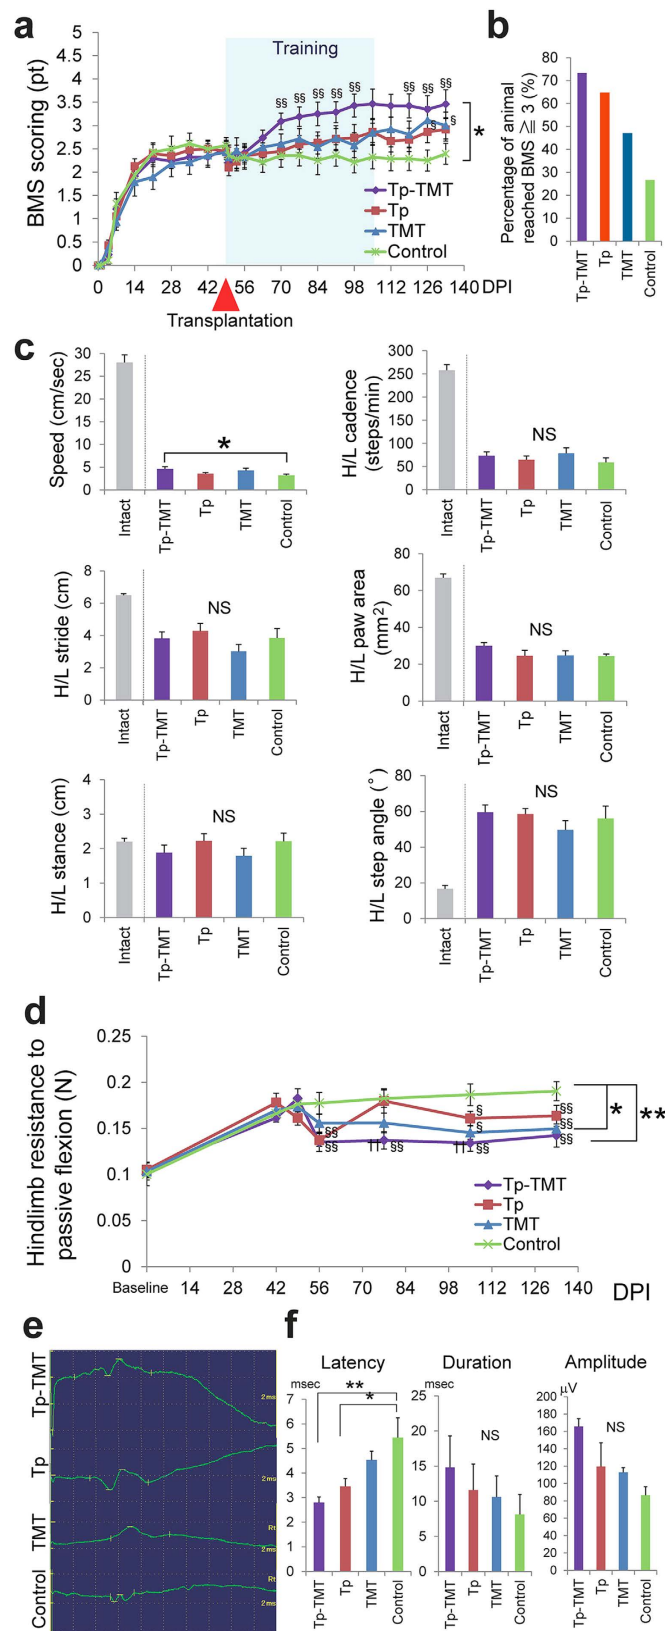 a
BMS scoring (pt)
5
4.5
4
3.5
3
2.5
2
1.5
1
0.5
0
Training
§§ §§ §§ §§ §§ §§ §§ §§
§ §
*
Tp-TMT
Tp
TMT
Control
0 14 28 42 56 70 84 98 112 126 140 DPI
Transplantation
b
Percentage of animal
reached BMS ≧ 3 (%)
80
70
60
50
40
30
20
10
0
Tp-TMT Tp TMT Control
c
Speed (cm/sec)
30
25
20
15
10
5
0
*
Intact Tp-TMT Tp TMT Control
H/L cadence
(steps/min)
300
250
200
150
100
50
0
NS
Intact Tp-TMT Tp TMT Control
H/L stride (cm)
8
6
4
2
0
NS
Intact Tp-TMT Tp TMT Control
H/L paw area
(mm²)
80
60
40
20
0
NS
Intact Tp-TMT Tp TMT Control
H/L stance (cm)
4
3
2
1
0
NS
Intact Tp-TMT Tp TMT Control
H/L step angle (°)
80
60
40
20
0
NS
Intact Tp-TMT Tp TMT Control
d
Hindlimb resistance to
passive flexion (N)
0.25
0.2
0.15
0.1
0.05
0
§§
§§
††
§§
§
§
††
§§
§§
§§
§§
* **
Tp-TMT
Tp
TMT
Control
Baseline 14 28 42 56 70 84 98 112 126 140 DPI
e
Tp-TMT
2 ms
Tp
2 ms
TMT
Rt
2 ms
Control
Rt
2 ms
f
Latency
msec
7
6
5
4
3
2
1
0
**
*
Tp-TMT Tp TMT Control
Duration
msec
25
20
15
10
5
0
NS
Tp-TMT Tp TMT Control
Amplitude
μV
200
180
160
140
120
100
80
60
40
20
0
NS
Tp-TMT Tp TMT Control